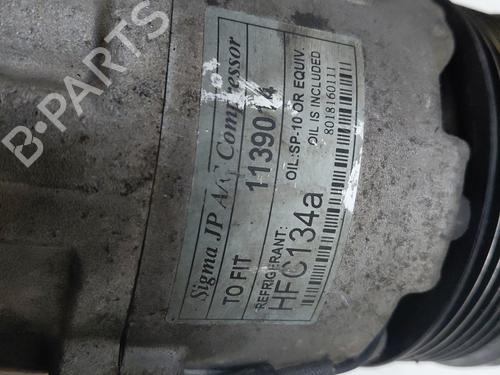 Sigma JP A/C Compressor
TO FIT
REFRIGERANT:
HFC134a
OIL:SP-10 OR EQUIV.
OIL IS INCLUDED
8018160111
B-PARTS